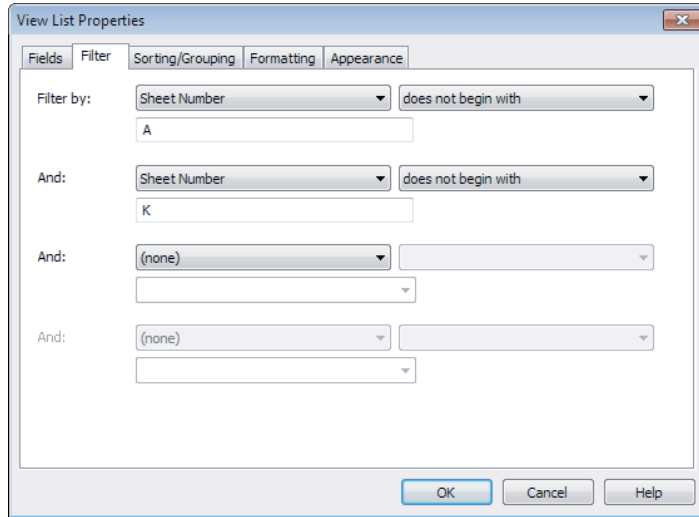 View List Properties
Fields Filter Sorting/Grouping Formatting Appearance
Filter by: Sheet Number does not begin with
A
And: Sheet Number does not begin with
K
And: (none)
And: (none)
OK Cancel Help